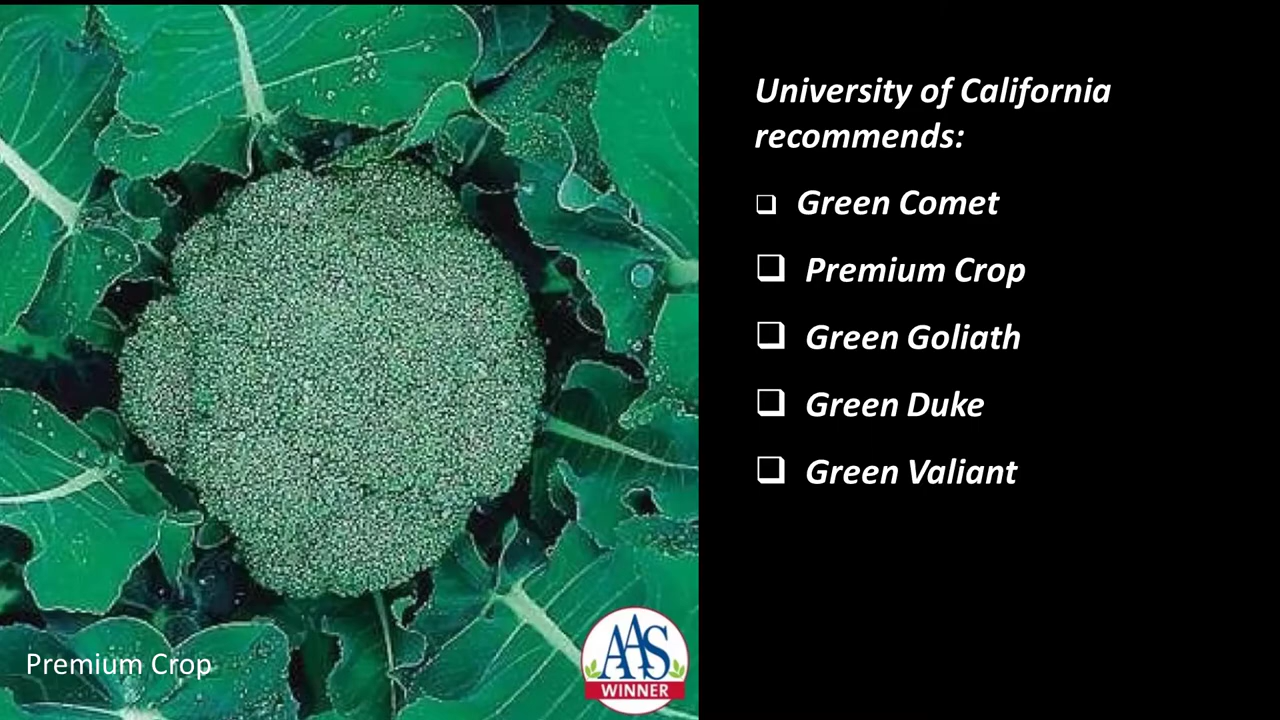 University of California
recommends:
Green Comet
Premium Crop
Green Goliath
Green Duke
Green Valiant
Premium Crop
AAS
WINNER